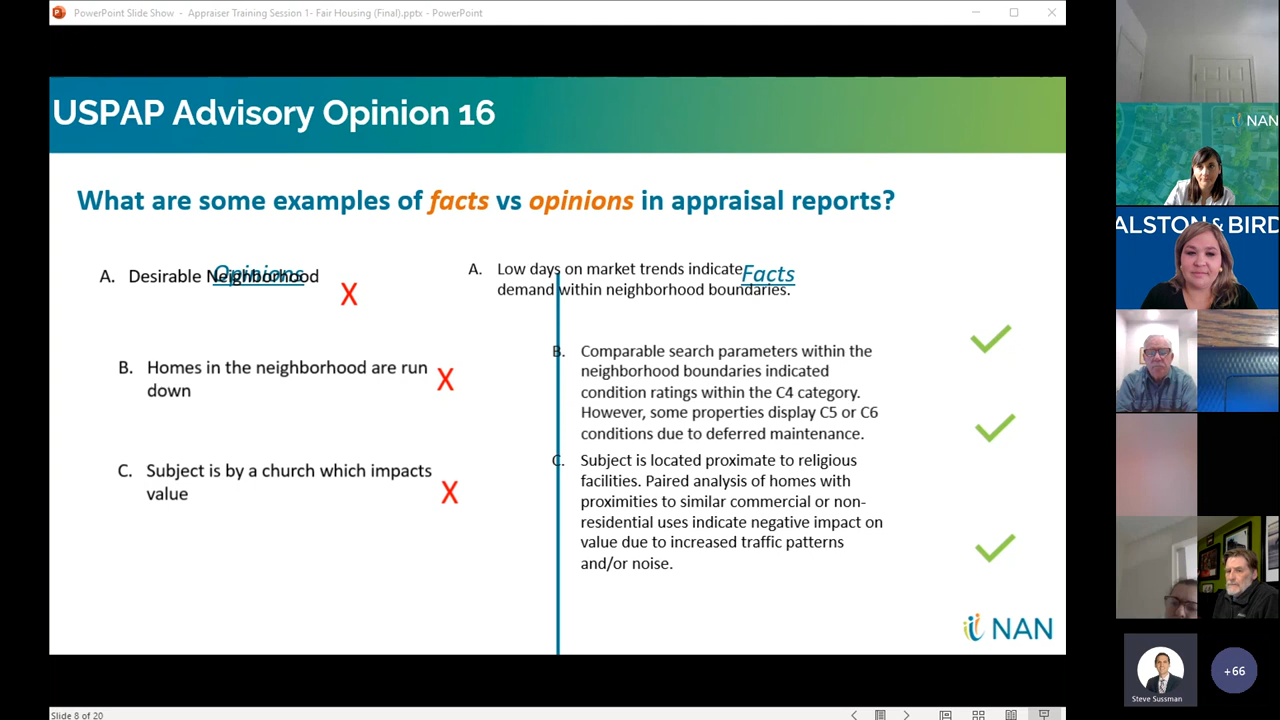 PowerPoint Slide Show - Appraiser Training Session 1- Fair Housing (Final).pptx - PowerPoint
USPAP Advisory Opinion 16
What are some examples of facts vs opinions in appraisal reports?
Opinions
A. Desirable Neighborhood
X
B. Homes in the neighborhood are run
down
X
C. Subject is by a church which impacts
value
X
Facts
A. Low days on market trends indicate
demand within neighborhood boundaries.
B. Comparable search parameters within the
neighborhood boundaries indicated
condition ratings within the C4 category.
However, some properties display C5 or C6
conditions due to deferred maintenance.
C. Subject is located proximate to religious
facilities. Paired analysis of homes with
proximities to similar commercial or non-
residential uses indicate negative impact on
value due to increased traffic patterns
and/or noise.
NAN
Slide 8 of 20
NAN
ALSTON & BIRD
Steve Sussman
+66